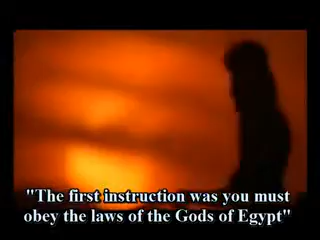 "The first instruction was you must
obey the laws of the Gods of Egypt"